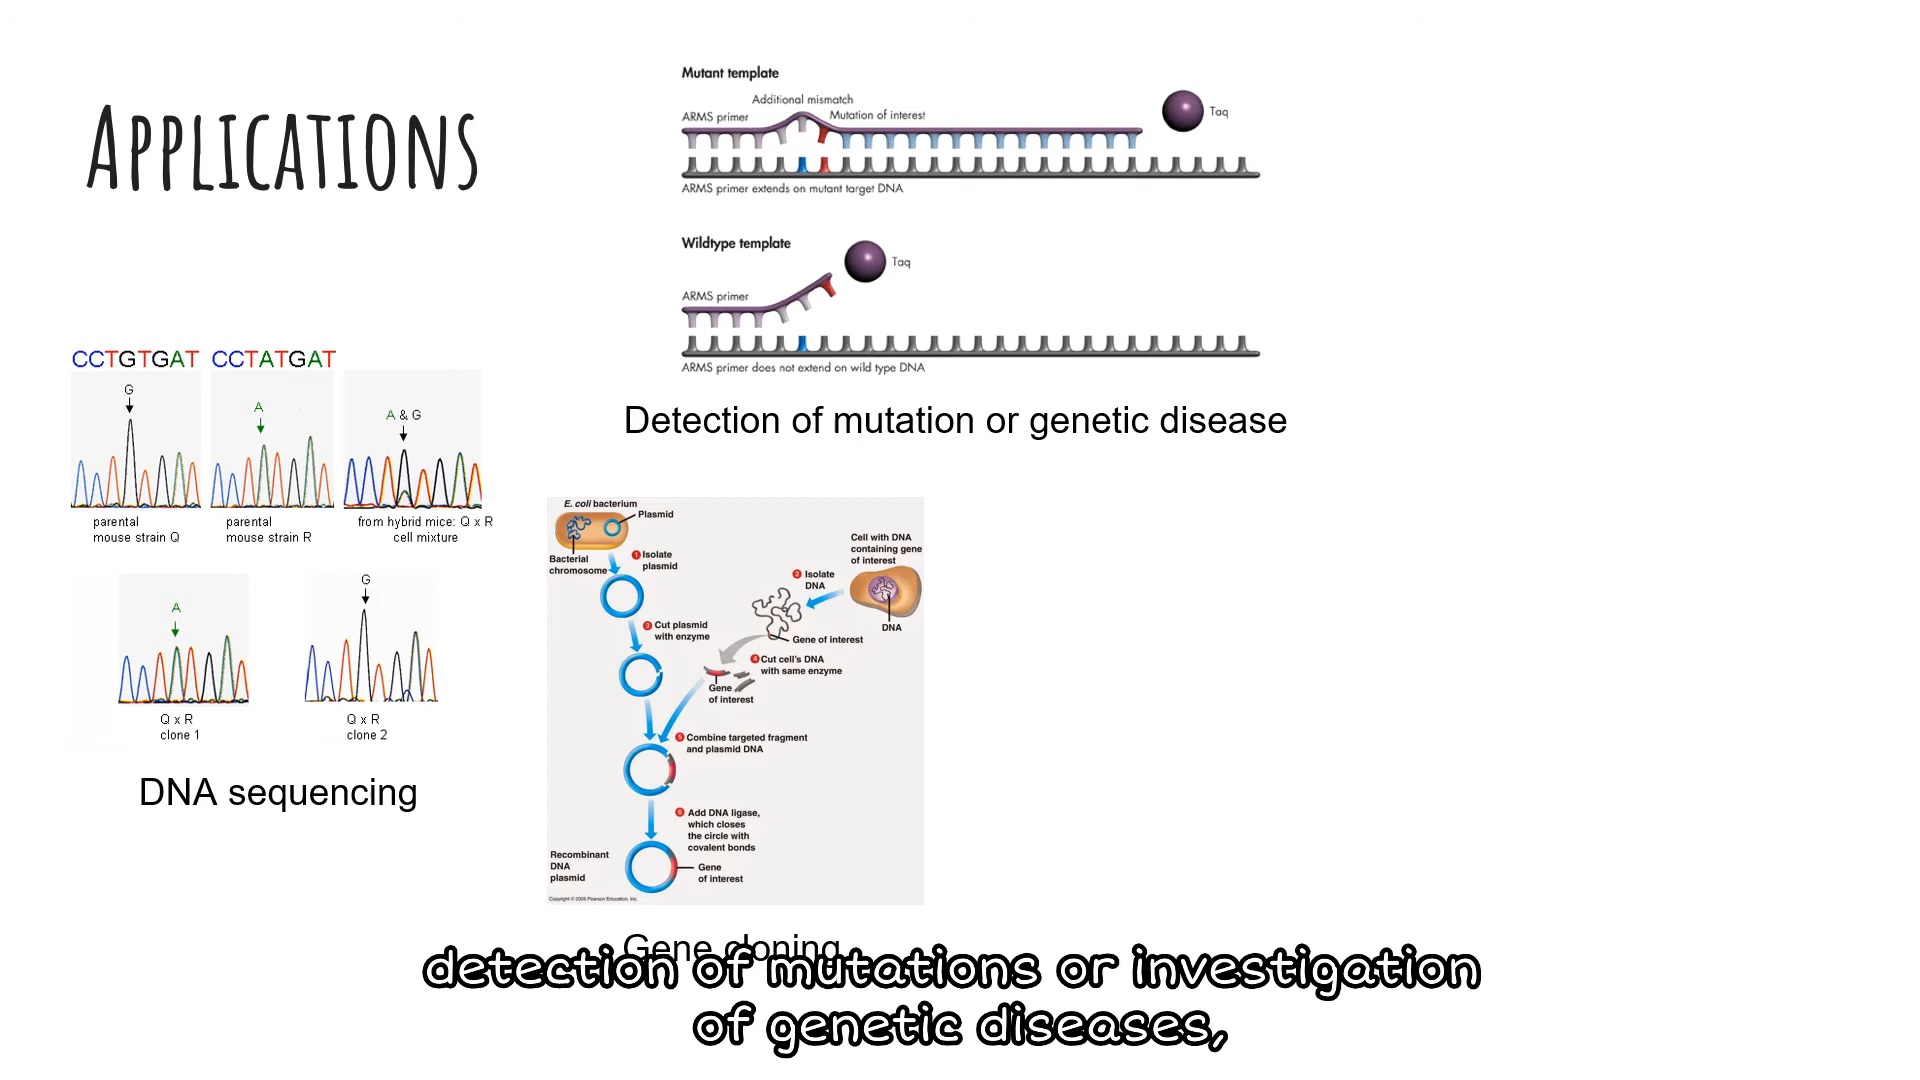 APPLICATIONS
Mutant template
Additional mismatch
ARMS primer
Mutation of interest
Taq
ARMS primer extends on mutant target DNA
Wildtype template
Taq
ARMS primer
ARMS primer does not extend on wild type DNA
Detection of mutation or genetic disease
CCTGTGAT CCTATGAT
G
A
A & G
parental
mouse strain Q
parental
mouse strain R
from hybrid mice: Q x R
cell mixture
A
G
Q x R
clone 1
Q x R
clone 2
DNA sequencing
E. coli bacterium
Plasmid
Bacterial
chromosome
1 Isolate
plasmid
Cell with DNA
containing gene
of interest
2 Isolate
DNA
DNA
Gene of interest
3 Cut plasmid
with enzyme
4 Cut cell's DNA
with same enzyme
Gene
of interest
5 Combine targeted fragment
and plasmid DNA
6 Add DNA ligase,
which closes
the circle with
covalent bonds
Recombinant
DNA
plasmid
Gene
of interest
Copyright © 2009 Pearson Education, Inc.
Gene cloning
detection of mutations or investigation
of genetic diseases,